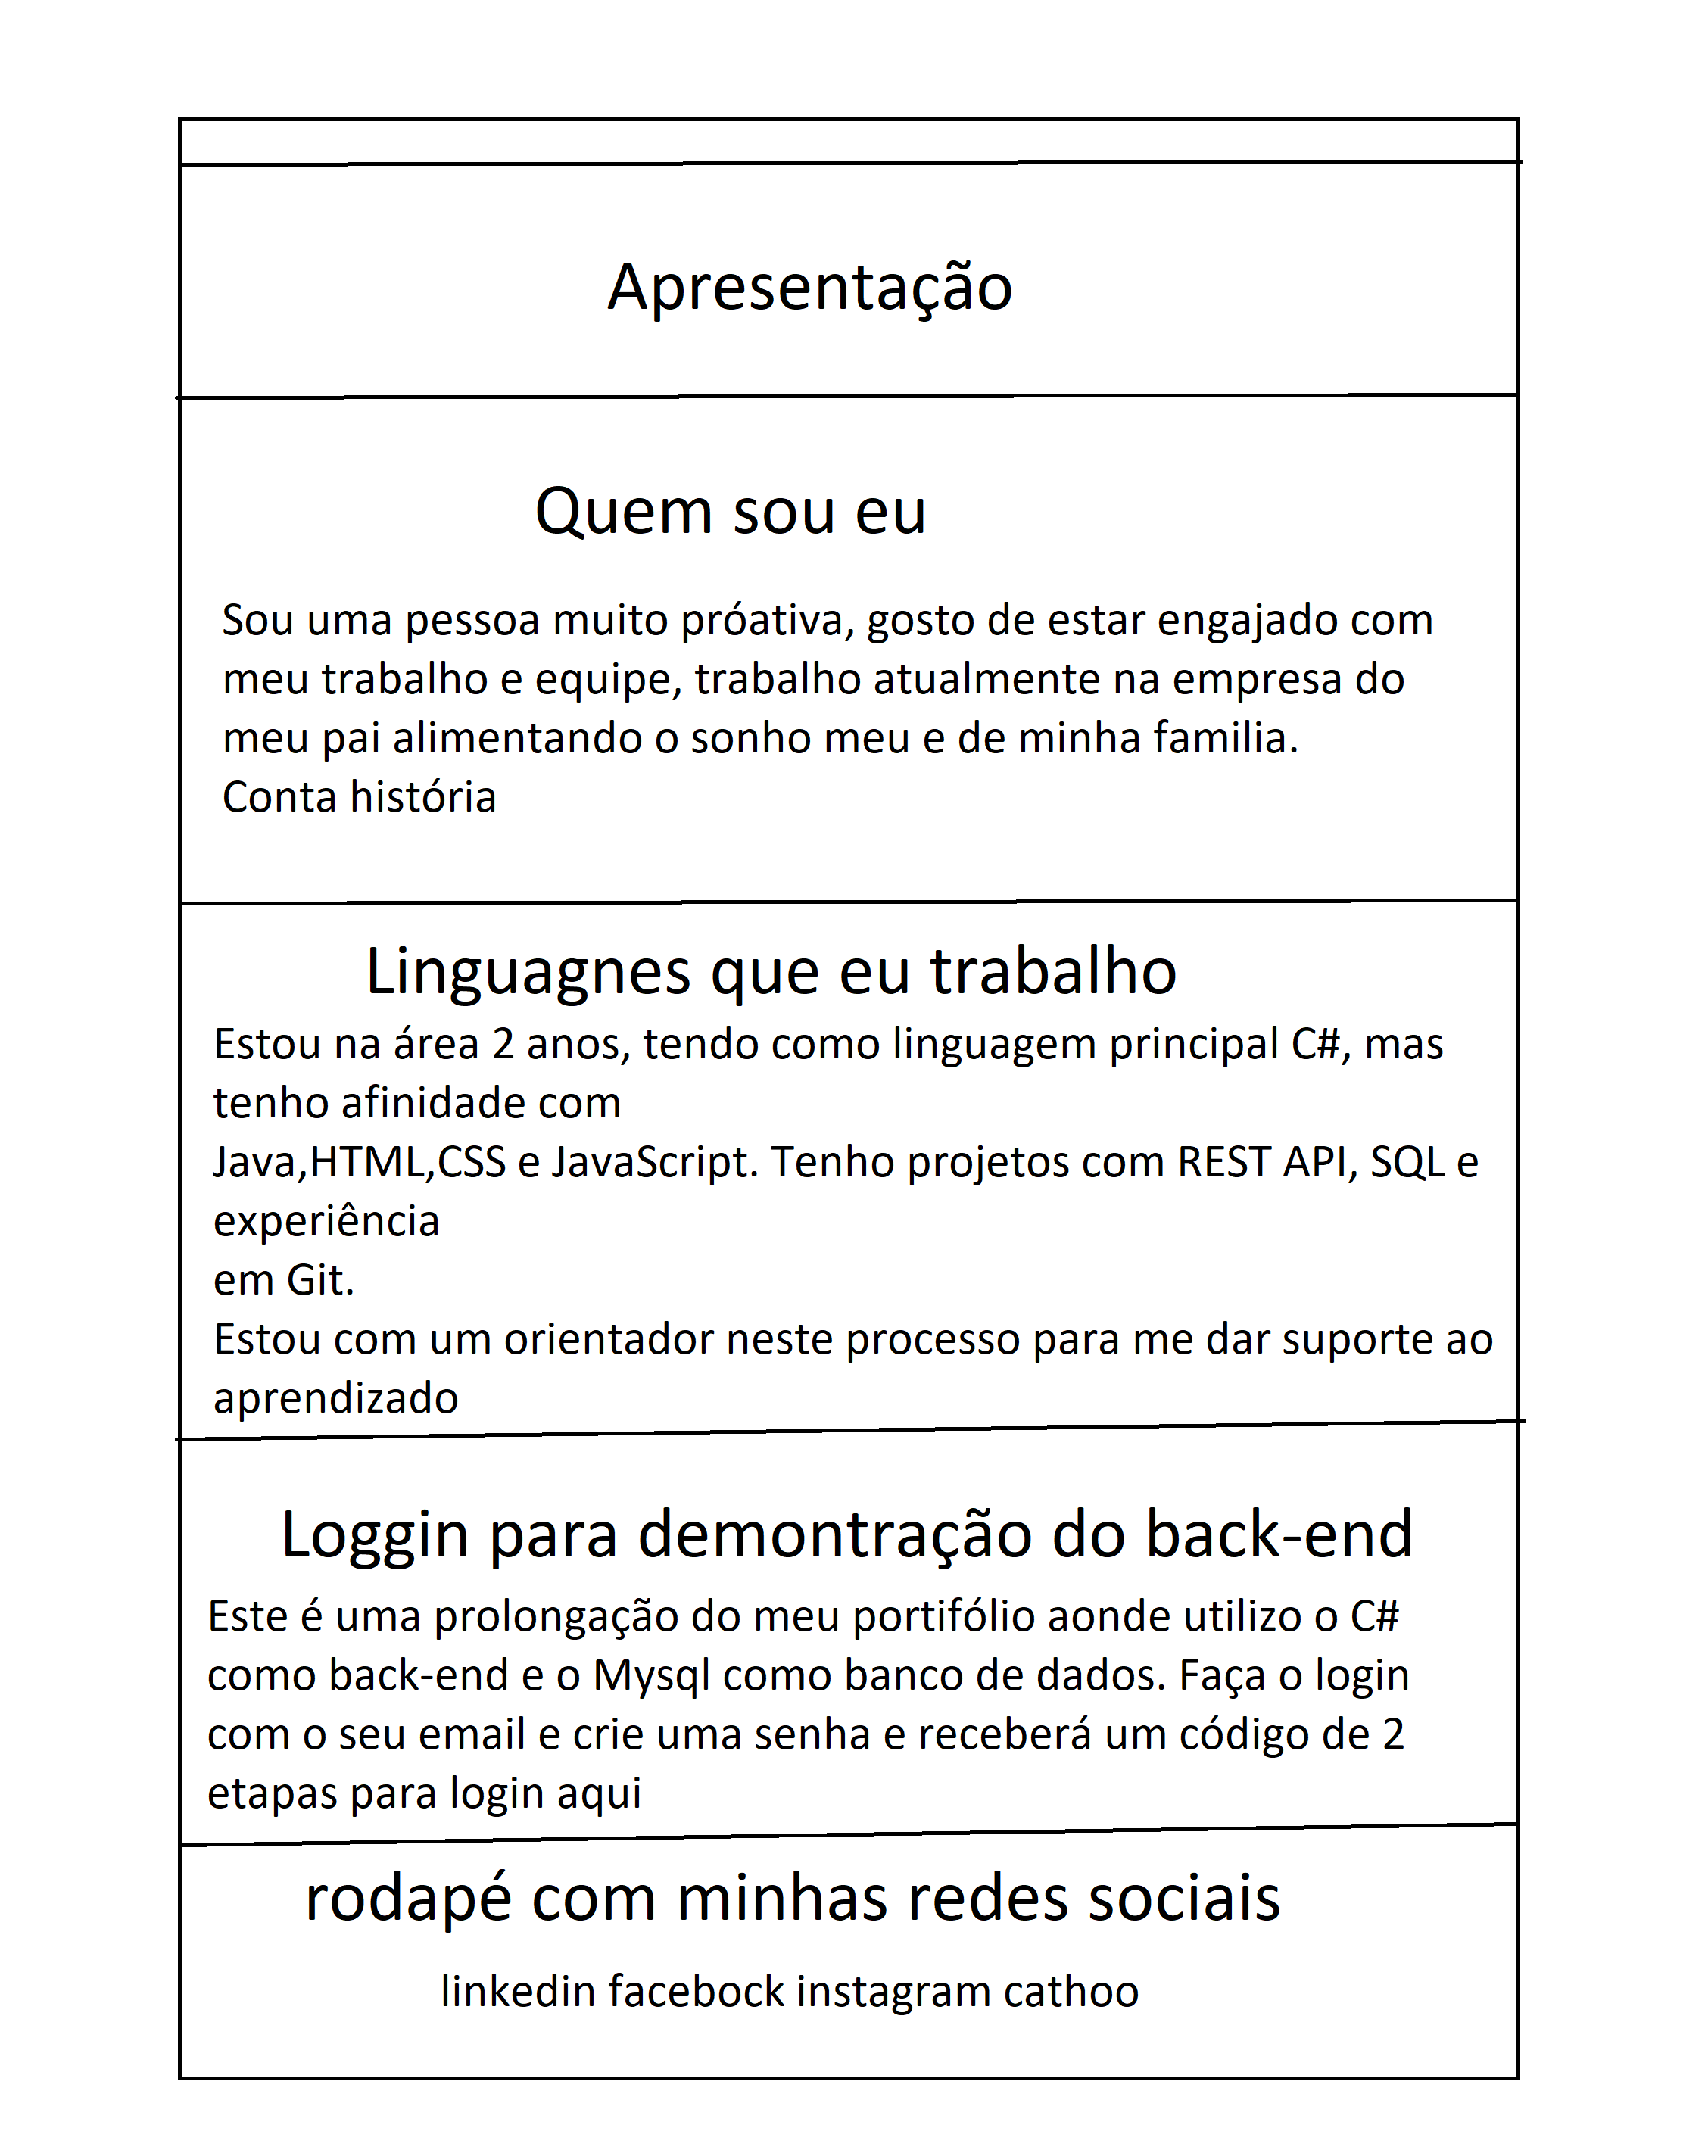 Apresentação
Quem sou eu
Sou uma pessoa muito próativa, gosto de estar engajado com
meu trabalho e equipe, trabalho atualmente na empresa do
meu pai alimentando o sonho meu e de minha familia.
Conta história
Linguagnes que eu trabalho
Estou na área 2 anos, tendo como linguagem principal C#, mas
tenho afinidade com
Java,HTML,CSS e JavaScript. Tenho projetos com REST API, SQL e
experiência
em Git.
Estou com um orientador neste processo para me dar suporte ao
aprendizado
Loggin para demontração do back-end
Este é uma prolongação do meu portifólio aonde utilizo o C#
como back-end e o Mysql como banco de dados. Faça o login
com o seu email e crie uma senha e receberá um código de 2
etapas para login aqui
rodapé com minhas redes sociais
linkedin facebock instagram cathoo